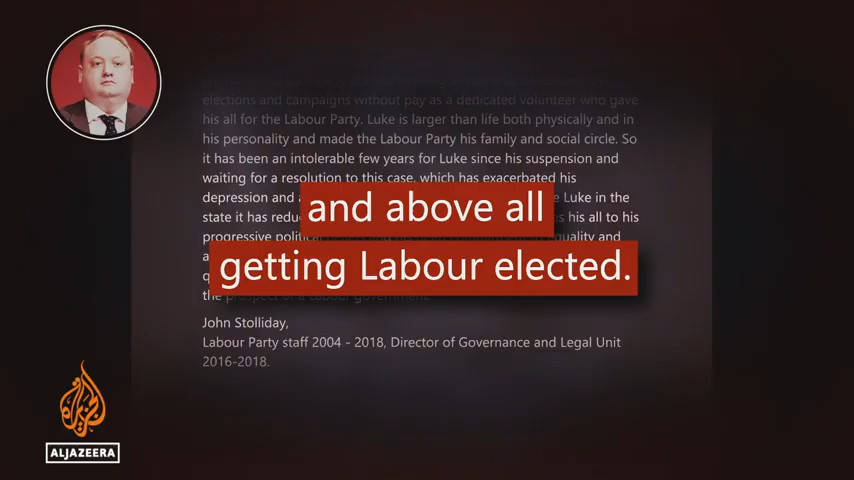 elections and campaigns without pay as a dedicated volunteer who gave
his all for the Labour Party. Luke is larger than life both physically and in
his personality and made the Labour Party his family and social circle. So
it has been an intolerable few years for Luke since his suspension and
waiting for a resolution to this case, which has exacerbated his
depression and
Luke in the
and above all
state it has
his all to his
progressive
equality and
getting Labour elected.
the prospect of a Labour government.
John Stolliday,
Labour Party staff 2004 - 2018, Director of Governance and Legal Unit
2016-2018.
ALJAZEERA